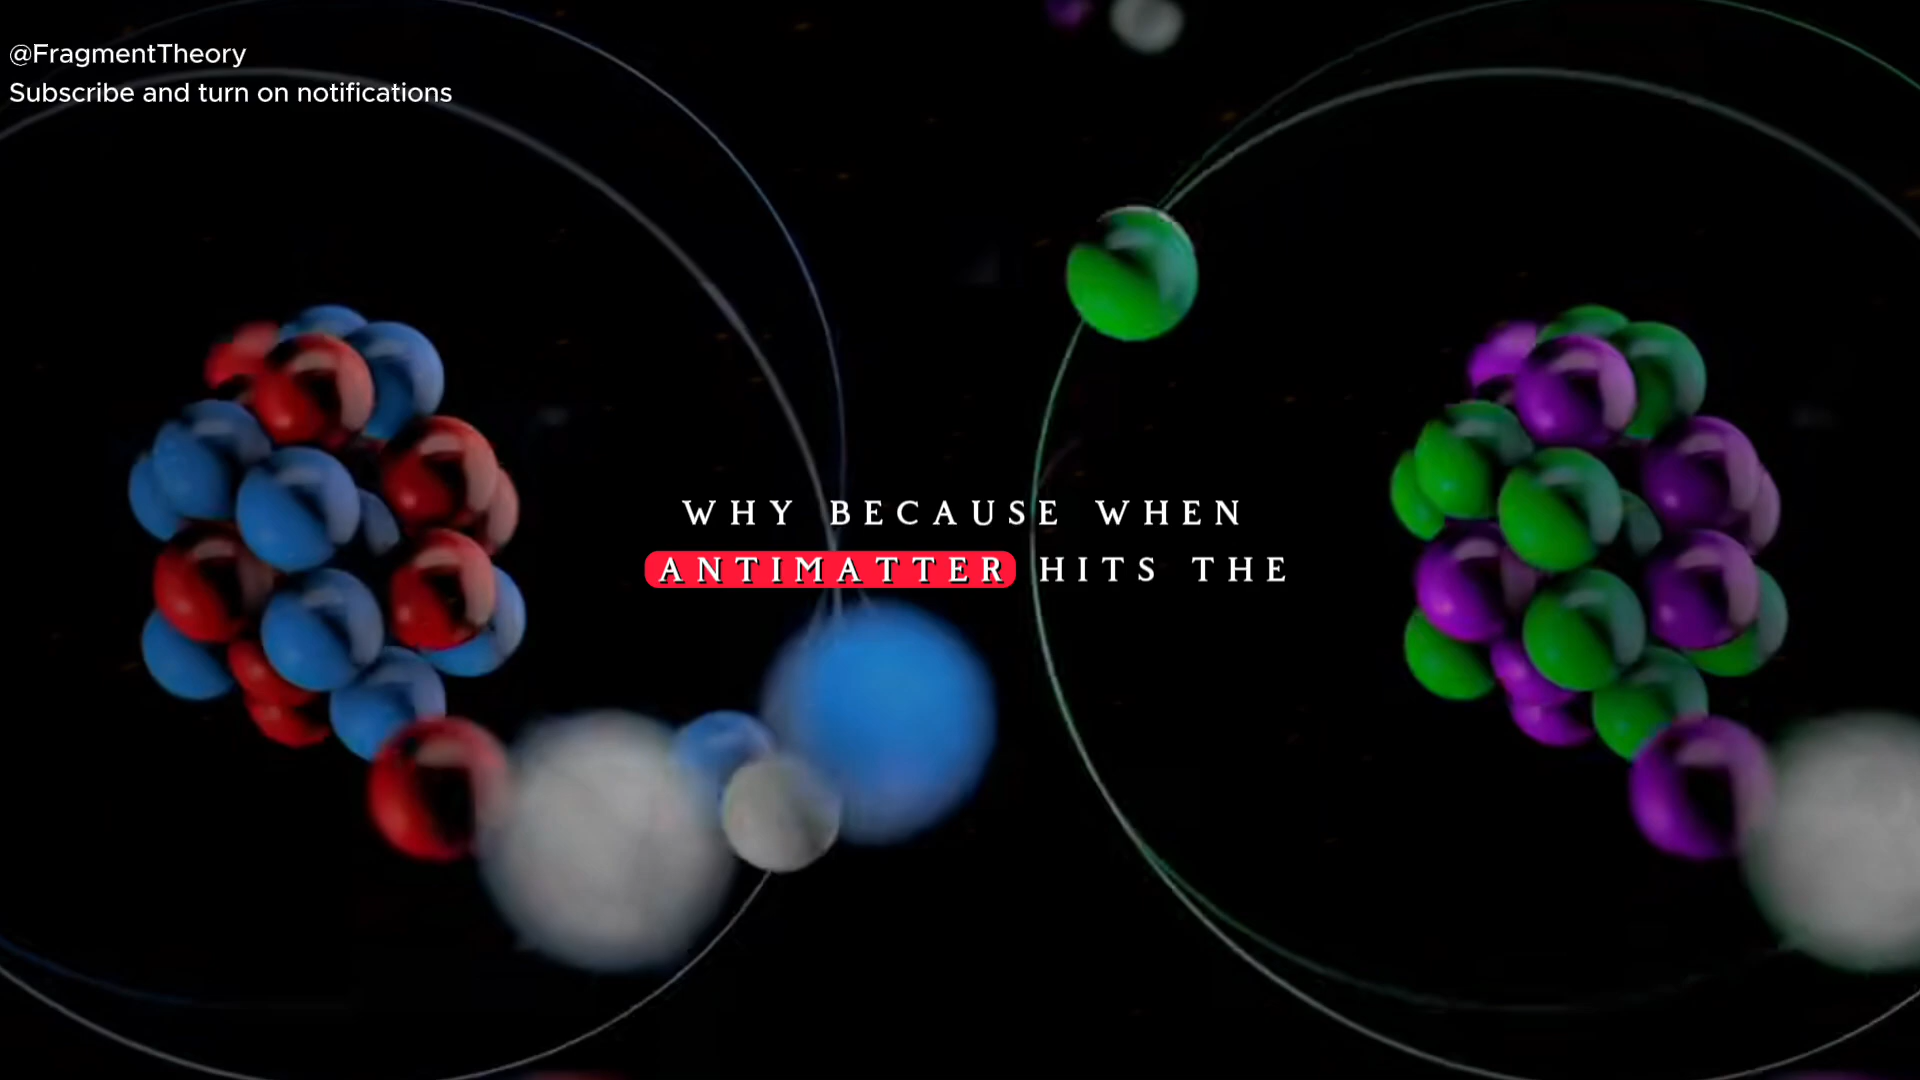 @FragmentTheory
Subscribe and turn on notifications
WHY BECAUSE WHEN
ANTIMATTER HITS THE